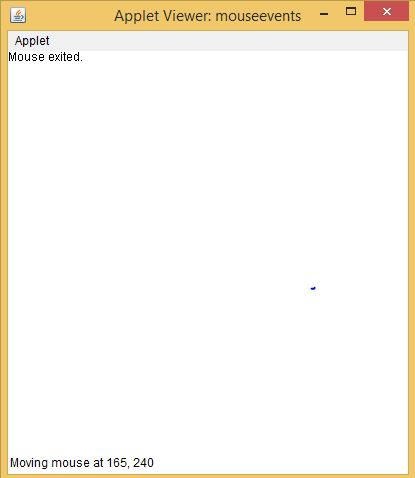 Applet Viewer: mouseevents
Applet
Mouse exited.
Moving mouse at 165, 240